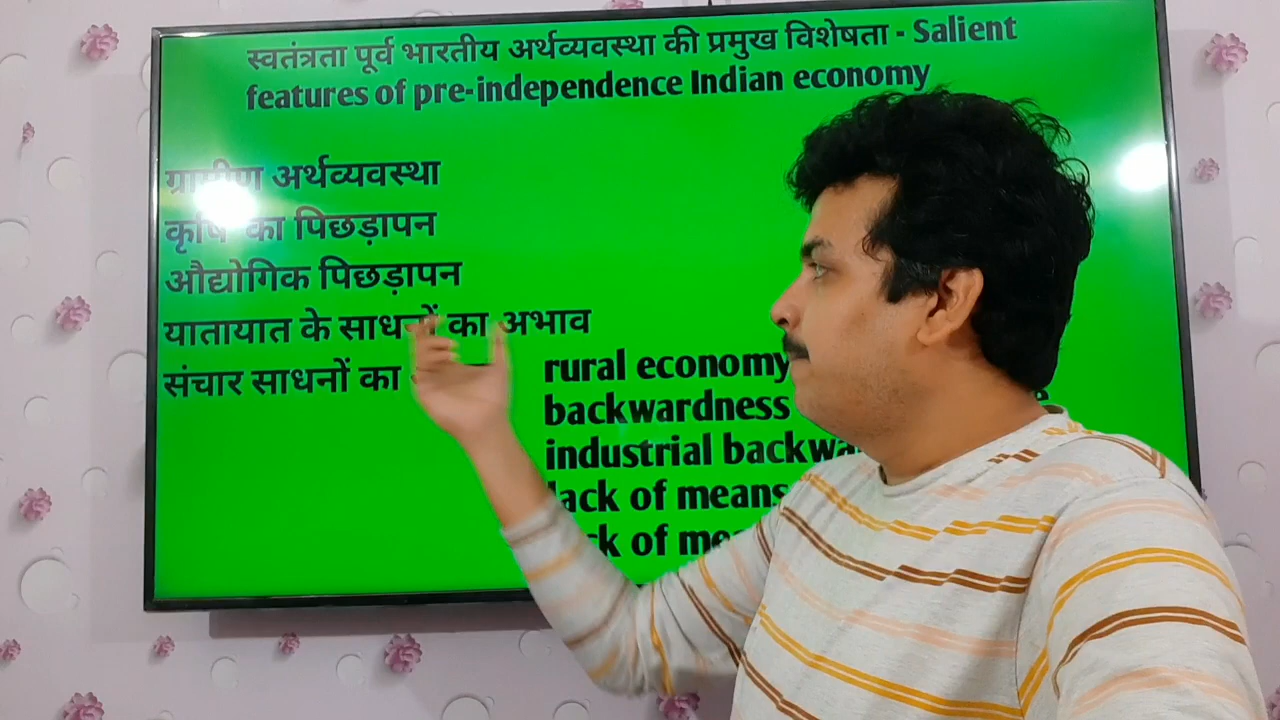 स्वतंत्रता पूर्व भारतीय अर्थव्यवस्था की प्रमुख विशेषता - Salient
features of pre-independence Indian economy
ग्रामीण अर्थव्यवस्था
कृषि का पिछड़ापन
औद्योगिक पिछड़ापन
यातायात के साधनों का अभाव
संचार साधनों का
rural economy
backwardness
industrial
lack of means
of